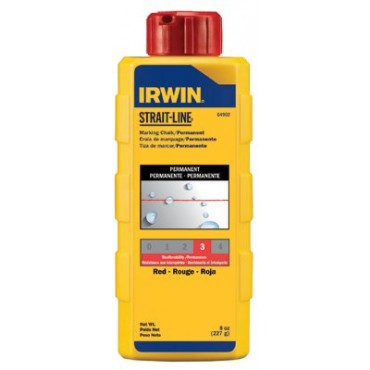 IRWIN
STRAIT-LINE
64902
Marking Chalk/Permanent
Craie de marquage/Permanente
Tiza de marcar/Permanente
PERMANENT
PERMANENTE · PERMANENTE
0 1 2 3 4
Red · Rouge · Roja
Net Wt.
Poids Net
Peso Neto
8 oz
(227 g)